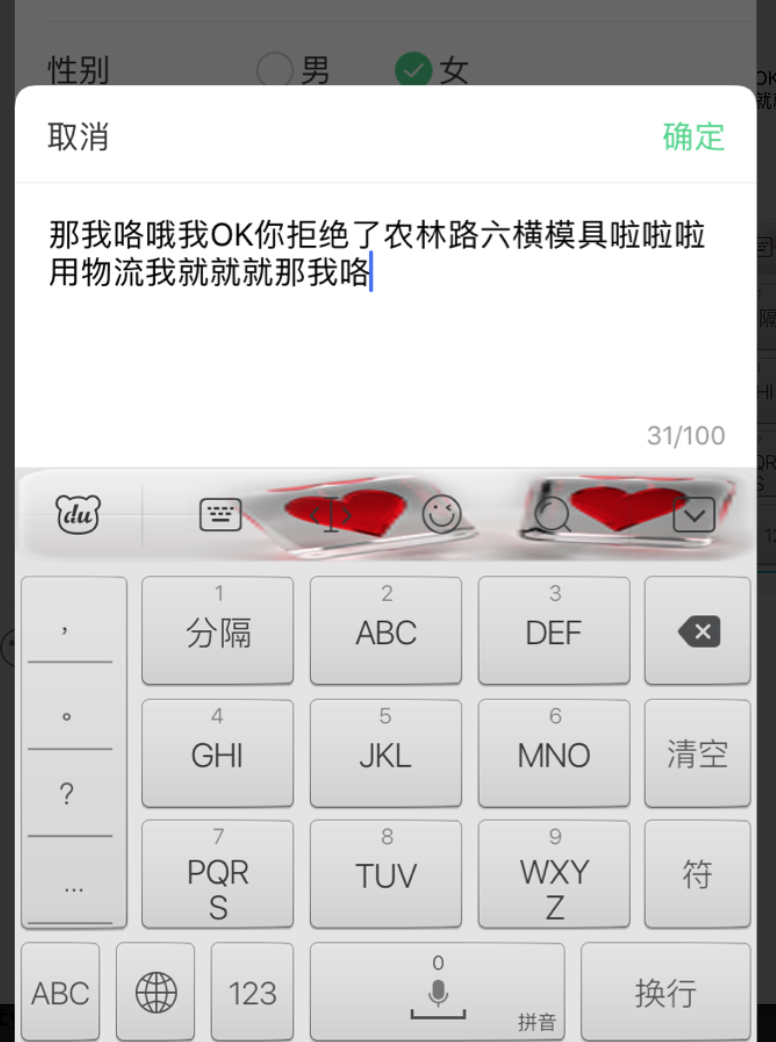 性别 男 女
取消 确定
那我咯哦我OK你拒绝了农林路六横模具啦啦啦
用物流我就就就那我咯
31/100
du
, 1 2 3
分隔 ABC DEF
。 4 5 6
GHI JKL MNO 清空
?
7 8 9
PQR TUV WXY 符
S Z
...
ABC 123 0 换行
拼音